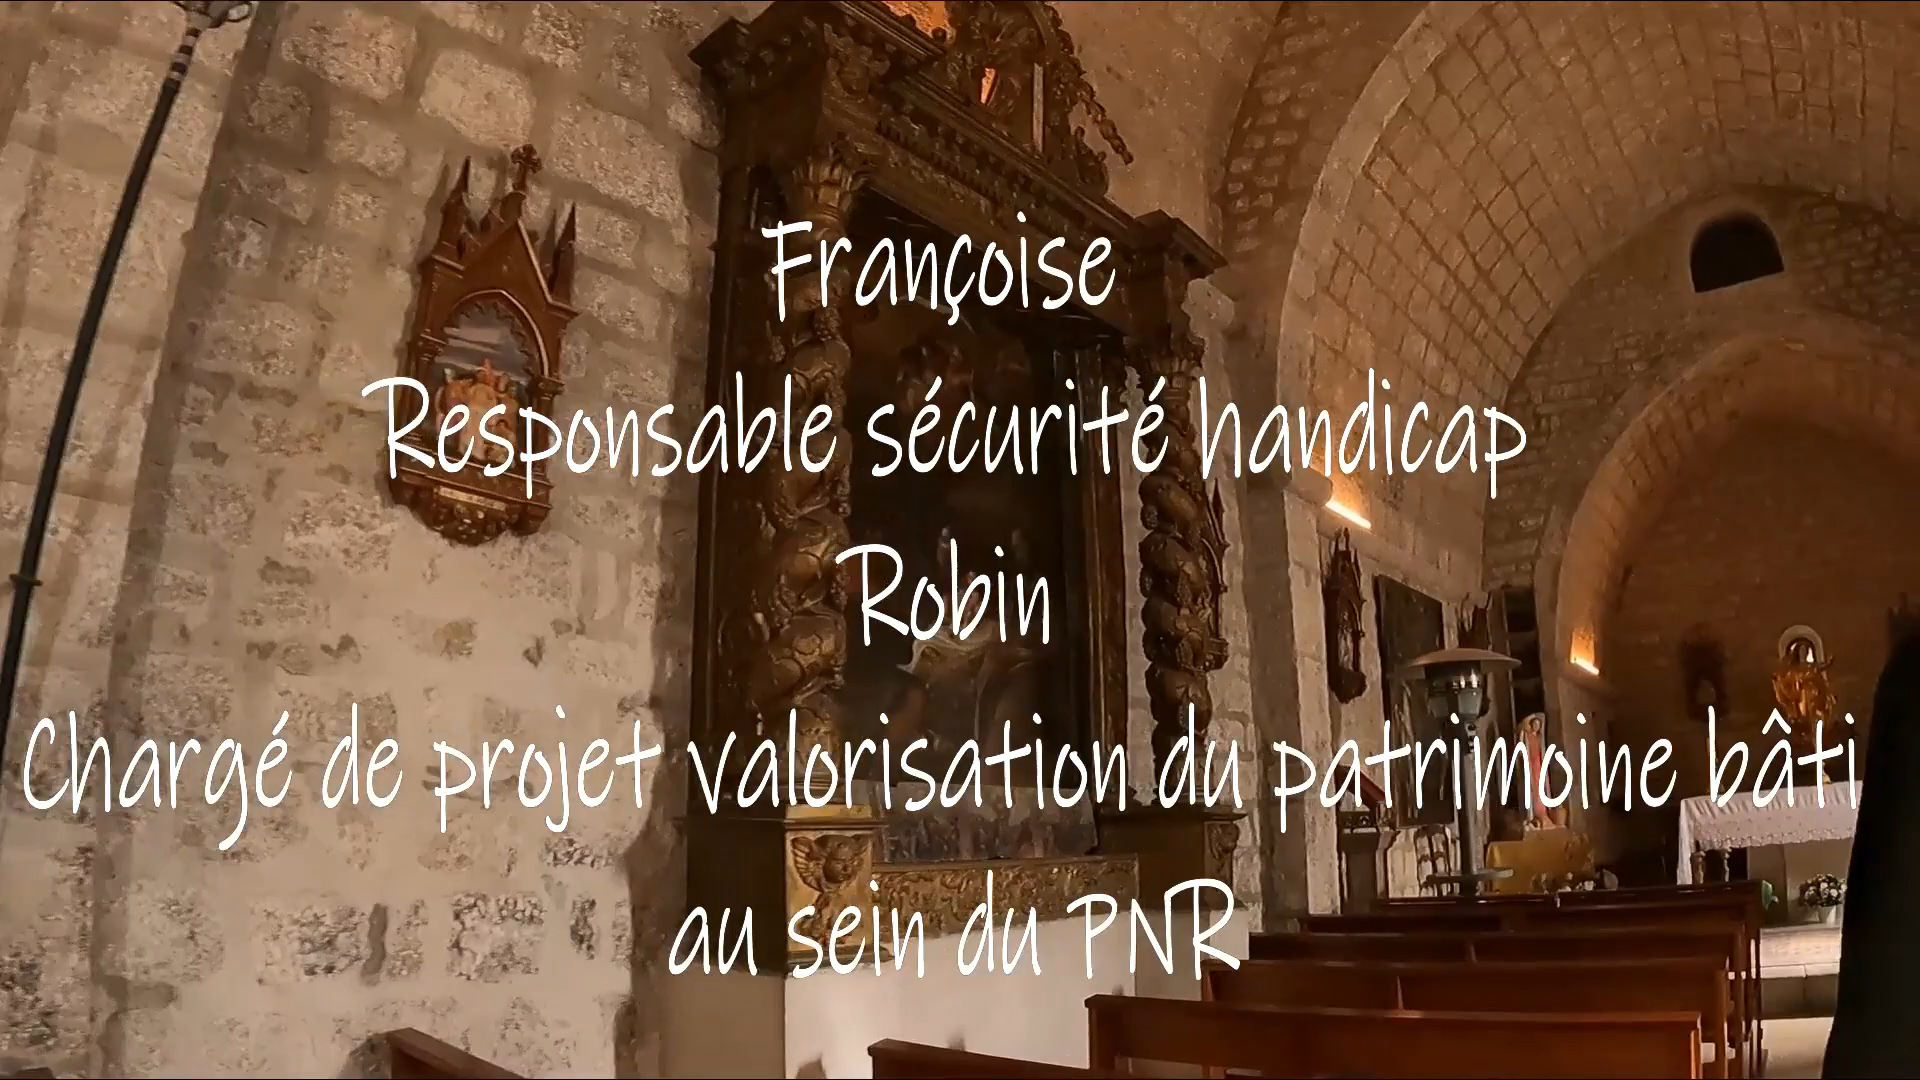 Françoise
Responsable sécurité handicap
Robin
Chargé de projet valorisation du patrimoine bâti
au sein du PNR